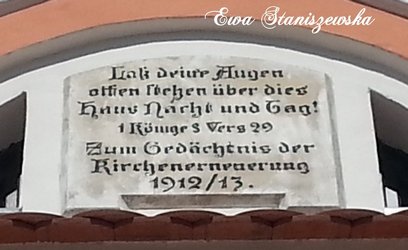 Ewa Staniszewska
Laß deine Augen
offen stehen über dies
Haus Nacht und Tag!
1 Könige 8 Vers 29
Zum Gedächtnis der
Kirchenerneuerung
1912/13.